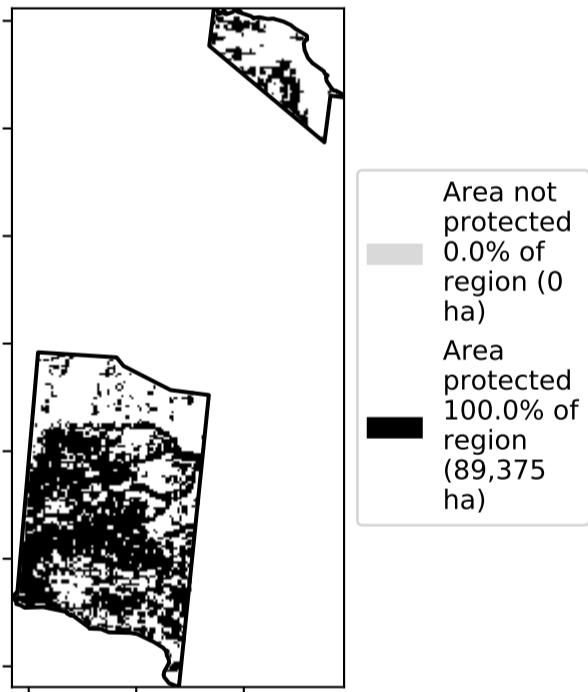 Area not
protected
0.0% of
region (0
ha)
Area
protected
100.0% of
region
(89,375
ha)